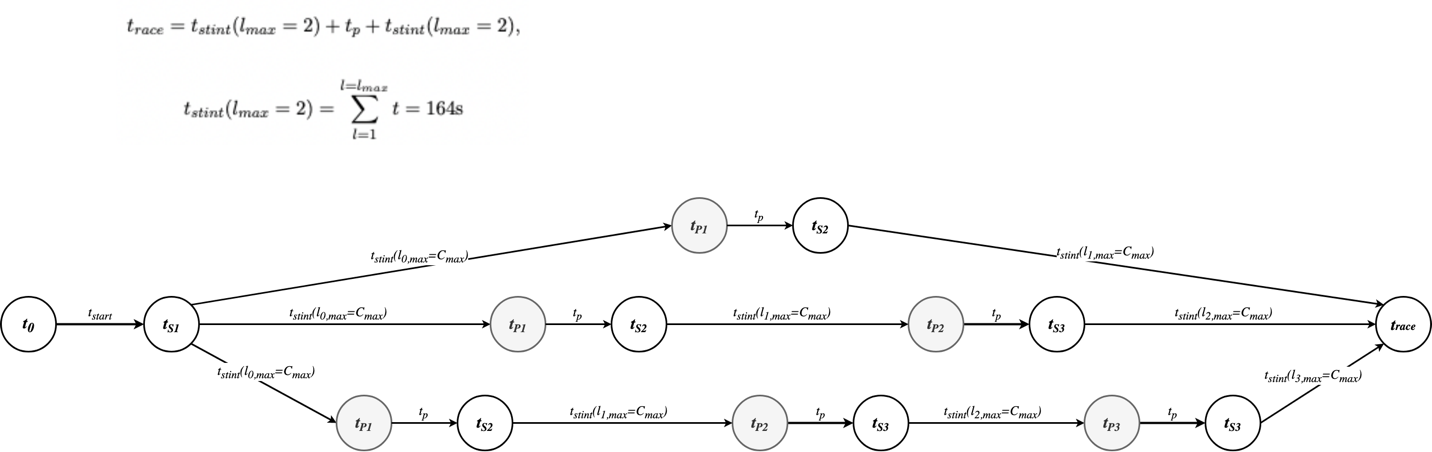 t_race = t_stint(l_max = 2) + t_p + t_stint(l_max = 2),
l=l_max
t_stint(l_max = 2) = ∑ t = 164s
l=1
t_P1 t_p t_S2
t_stint(l_0,max=C_max) t_stint(l_1,max=C_max)
t_0 t_start t_S1 t_stint(l_0,max=C_max) t_P1 t_p t_S2 t_stint(l_1,max=C_max) t_P2 t_p t_S3 t_stint(l_2,max=C_max) t_race
t_stint(l_0,max=C_max) t_stint(l_3,max=C_max)
t_P1 t_p t_S2 t_stint(l_1,max=C_max) t_P2 t_p t_S3 t_stint(l_2,max=C_max) t_P3 t_p t_S3